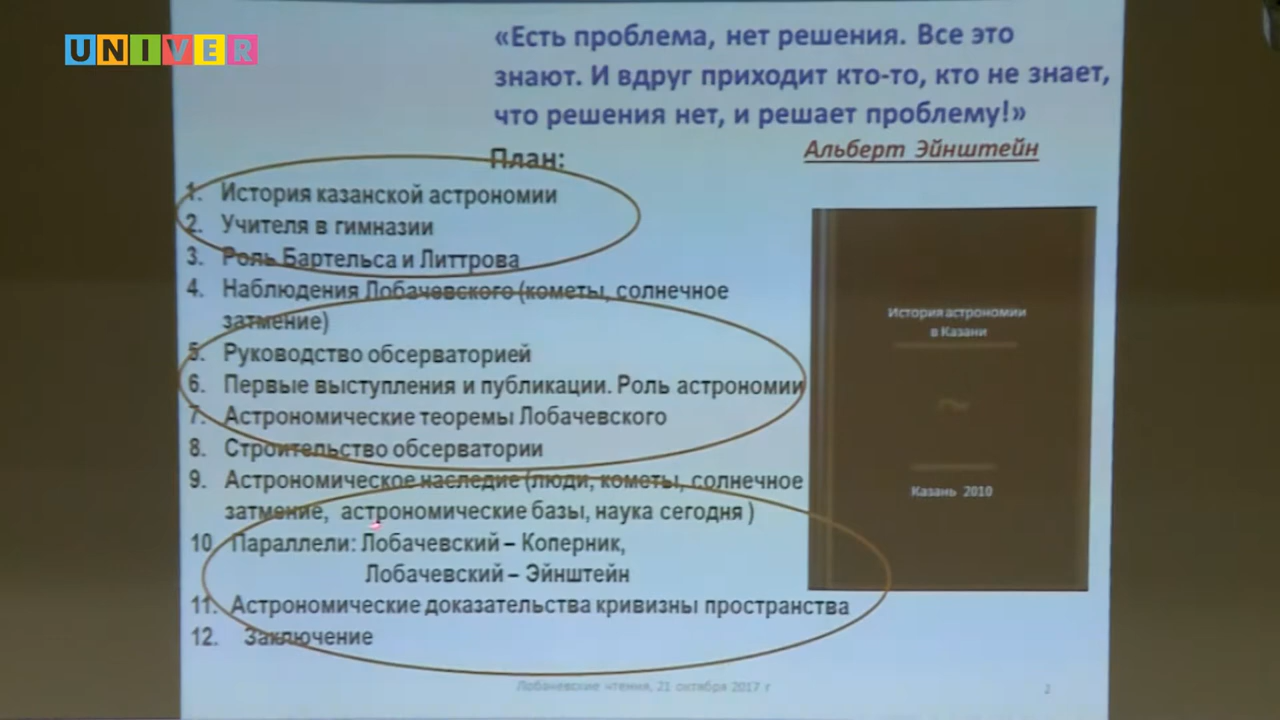 UNIVER
«Есть проблема, нет решения. Все это
знают. И вдруг приходит кто-то, кто не знает,
что решения нет, и решает проблему!»
Альберт Эйнштейн
План:
1. История казанской астрономии
2. Учителя в гимназии
3. Роль Бартельса и Литтрова
4. Наблюдения Лобачевского (кометы, солнечное
затмение)
5. Руководство обсерваторией
6. Первые выступления и публикации. Роль астрономии
7. Астрономические теоремы Лобачевского
8. Строительство обсерватории
9. Астрономическое наследие (люди, кометы, солнечное
затмение, астрономические базы, наука сегодня )
10. Параллели: Лобачевский – Коперник,
Лобачевский – Эйнштейн
11. Астрономические доказательства кривизны пространства
12. Заключение
История астрономии
в Казани
~
Казань 2010
Лобачевские чтения, 21 октября 2017 г
2